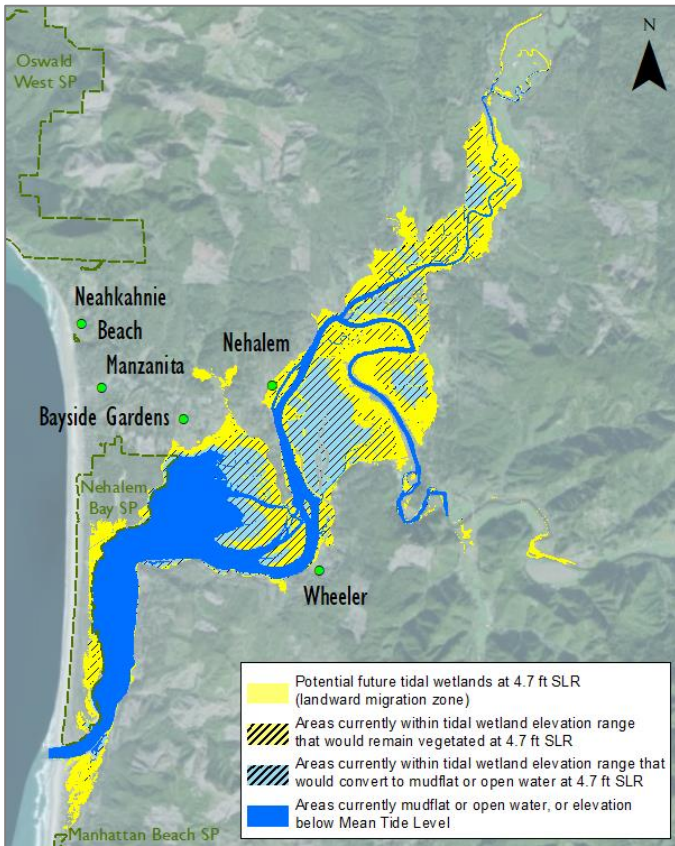 Oswald
West SP
N
Neahkahnie
Beach
Manzanita
Nehalem
Bayside Gardens
Nehalem
Bay SP
Wheeler
Potential future tidal wetlands at 4.7 ft SLR
(landward migration zone)
Areas currently within tidal wetland elevation range
that would remain vegetated at 4.7 ft SLR
Areas currently within tidal wetland elevation range that
would convert to mudflat or open water at 4.7 ft SLR
Areas currently mudflat or open water, or elevation
below Mean Tide Level
Manhattan Beach SP